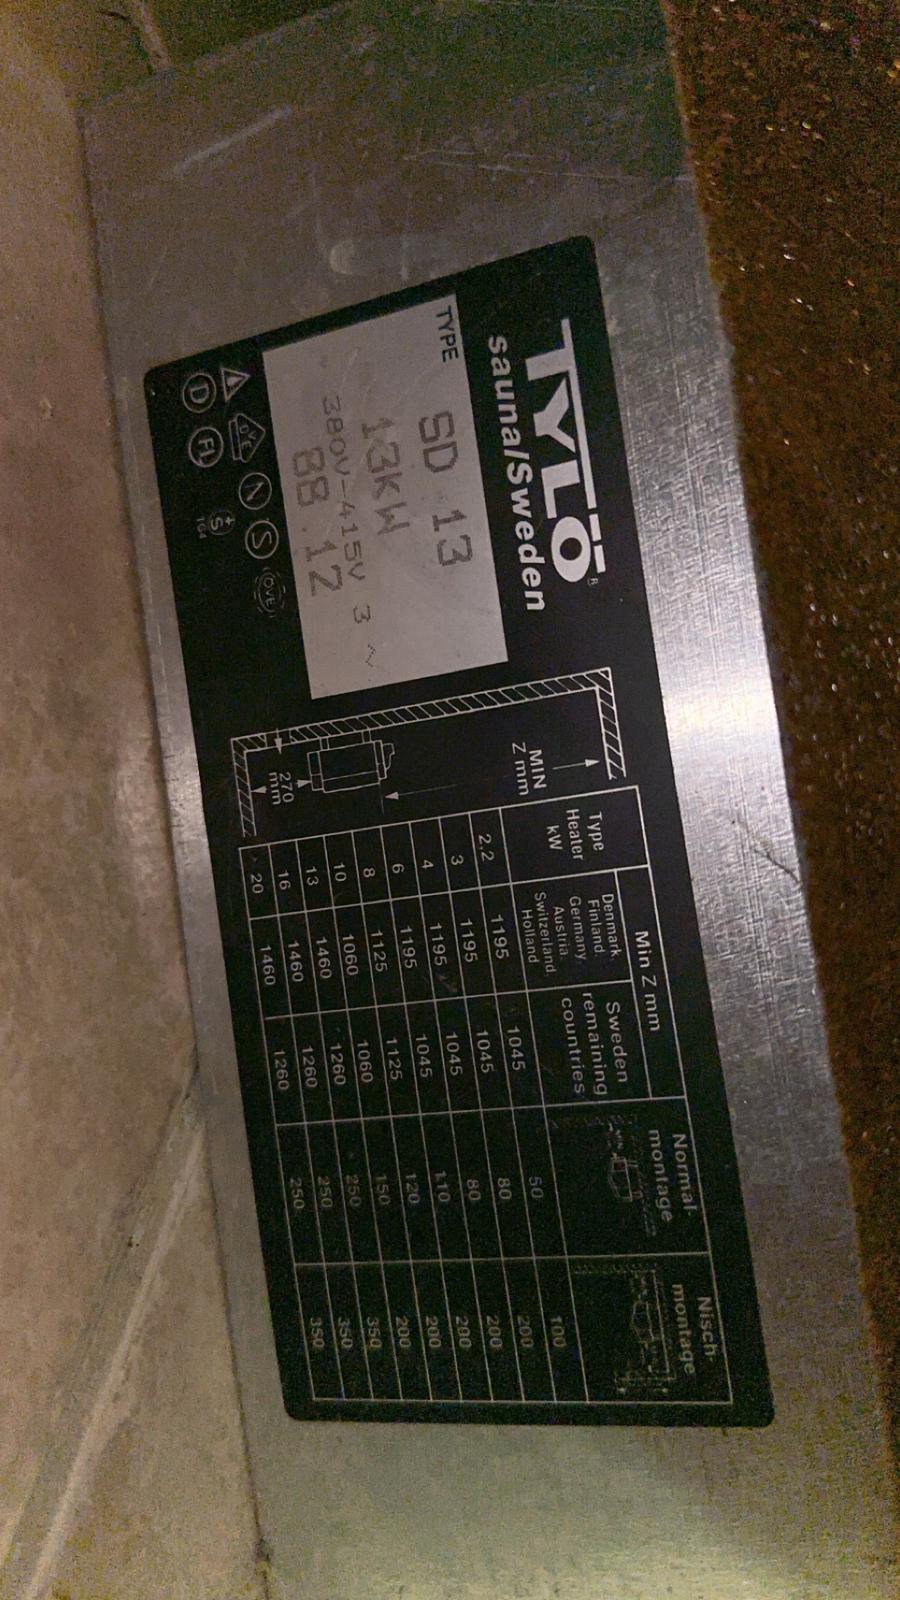 TYLÖ®
sauna/Sweden
TYPE
SD 13
13kW
380V-415V 3 ~
88.12
D FI S
N S OVE
MIN
Z mm
270
mm
Min Z mm
Normal-
montage
Nisch-
montage
Type
Heater
kW
Denmark.
Finland.
Germany.
Austria.
Switzerland.
Holland
Sweden
remaining
countries
2,2 1195 1045 50 100
3 1195 1045 80 200
4 1195 1045 80 200
6 1195 1045 110 200
8 1125 1125 120 200
10 1060 1060 150 200
13 1460 1260 250 350
16 1460 1260 250 350
20 1460 1260 250 350